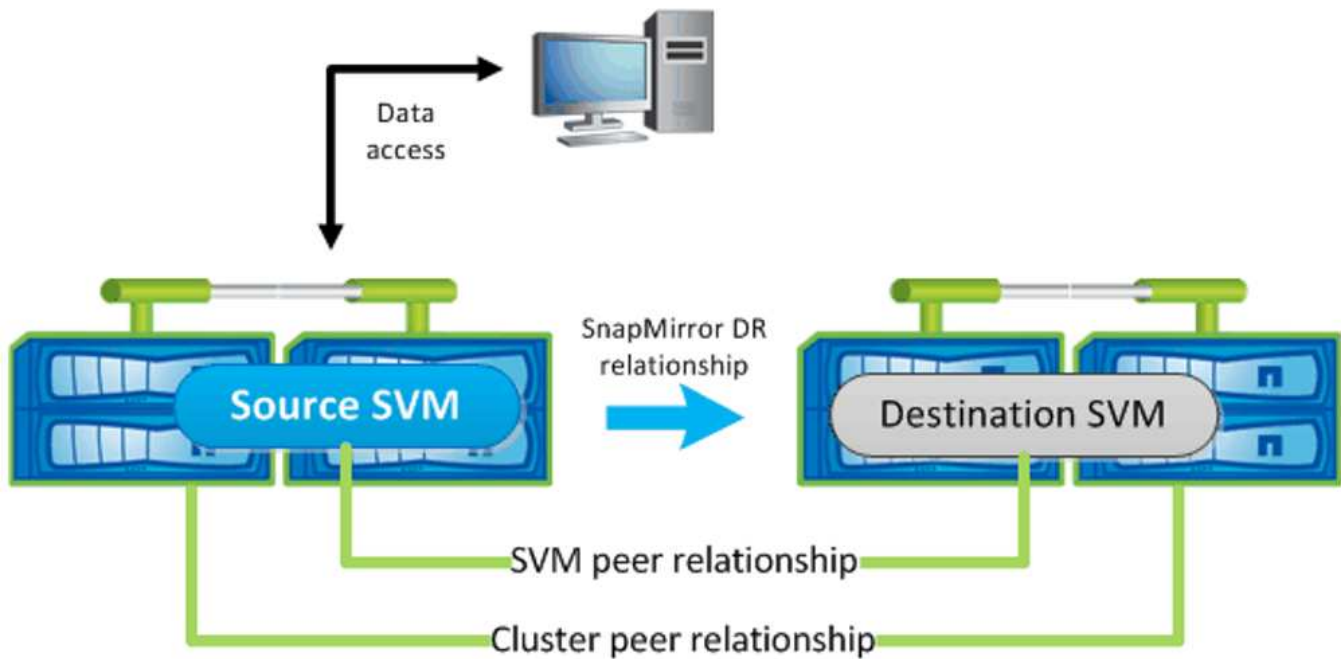 Data
access
SnapMirror DR
relationship
Source SVM
Destination SVM
SVM peer relationship
Cluster peer relationship